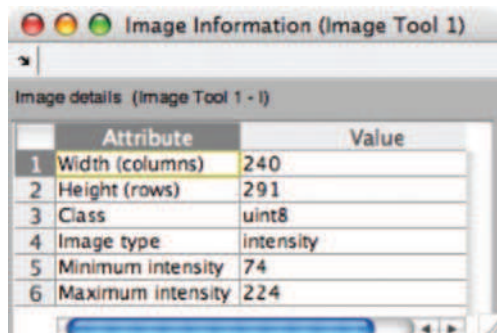 Image Information (Image Tool 1)
Image details (Image Tool 1 - I)
Attribute Value
1 Width (columns) 240
2 Height (rows) 291
3 Class uint8
4 Image type intensity
5 Minimum intensity 74
6 Maximum intensity 224